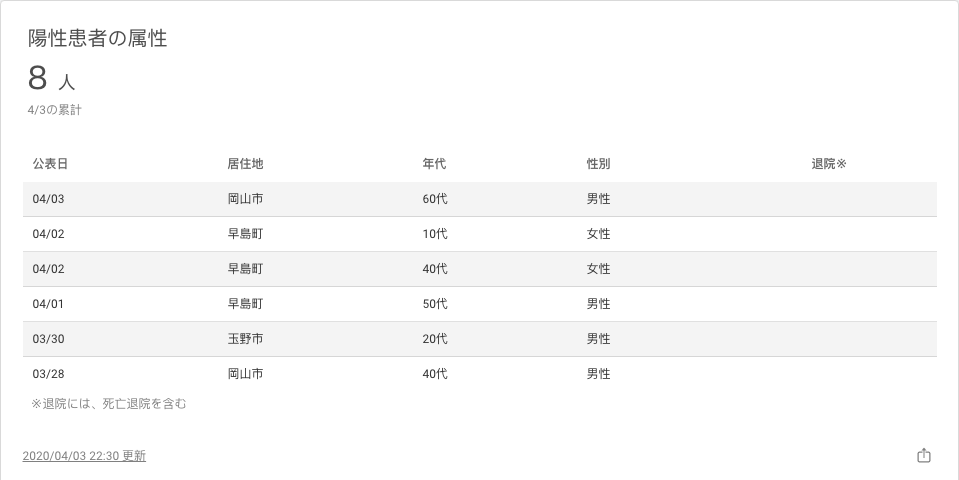 陽性患者の属性
8 人
4/3の累計
公表日 居住地 年代 性別 退院※
04/03 岡山市 60代 男性
04/02 早島町 10代 女性
04/02 早島町 40代 女性
04/01 早島町 50代 男性
03/30 玉野市 20代 男性
03/28 岡山市 40代 男性
※退院には、死亡退院を含む
2020/04/03 22:30 更新